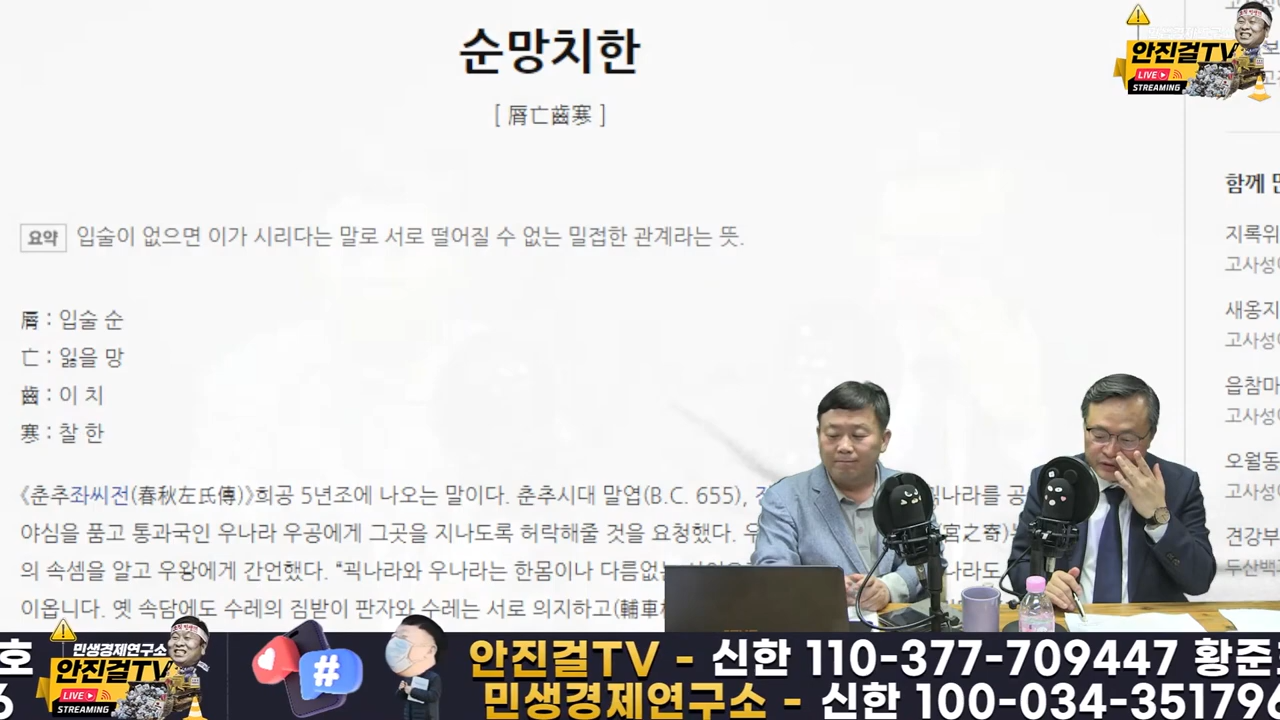 순망치한
[ 脣亡齒寒 ]
요약 입술이 없으면 이가 시리다는 말로 서로 떨어질 수 없는 밀접한 관계라는 뜻.
脣 : 입술 순
亡 : 잃을 망
齒 : 이 치
寒 : 찰 한
《춘추좌씨전(春秋左氏傳)》희공 5년조에 나오는 말이다. 춘추시대 말엽(B.C. 655),
야심을 품고 통과국인 우나라 우공에게 그곳을 지나도록 허락해줄 것을 요청했다.
의 속셈을 알고 우왕에게 간언했다. “괵나라와 우나라는 한몸이나 다름없는
이옵니다. 옛 속담에도 수레의 짐받이 판자와 수레는 서로 의지하고(輔車
안진걸TV
LIVE
STREAMING
함께
지록위
고사성어
새옹지
고사성어
읍참마
고사성어
오월동
고사성어
견강부
두산백
호
6
민생경제연구소
안진걸TV
LIVE
STREAMING
#
안진걸TV - 신한 110-377-709447 황준
민생경제연구소 - 신한 100-034-351796